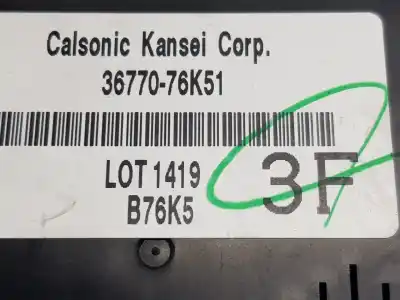 Calsonic Kansei Corp.
36770-76K51
LOT 1419
B76K5
3F